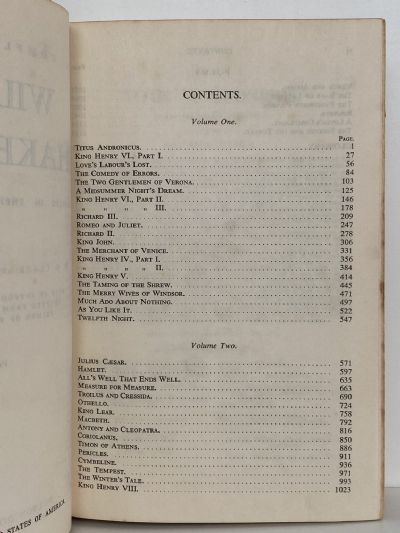 CONTENTS.
Volume One.
PAGE.
TITUS ANDRONICUS. 1
KING HENRY VI., PART I. 27
LOVE'S LABOUR'S LOST. 56
THE COMEDY OF ERRORS. 84
THE TWO GENTLEMEN OF VERONA. 103
A MIDSUMMER NIGHT'S DREAM. 125
KING HENRY VI., PART II. 146
" " " " III. 178
RICHARD III. 209
ROMEO AND JULIET. 247
RICHARD II. 278
KING JOHN. 306
THE MERCHANT OF VENICE. 331
KING HENRY IV., PART I. 356
" " " " II. 384
KING HENRY V. 414
THE TAMING OF THE SHREW. 445
THE MERRY WIVES OF WINDSOR. 471
MUCH ADO ABOUT NOTHING. 497
AS YOU LIKE IT. 522
TWELFTH NIGHT. 547
Volume Two.
JULIUS CÆSAR. 571
HAMLET. 597
ALL'S WELL THAT ENDS WELL. 635
MEASURE FOR MEASURE. 663
TROILUS AND CRESSIDA. 690
OTHELLO. 724
KING LEAR. 758
MACBETH. 792
ANTONY AND CLEOPATRA. 816
CORIOLANUS. 850
TIMON OF ATHENS. 886
PERICLES. 911
CYMBELINE. 936
THE TEMPEST. 971
THE WINTER'S TALE. 993
KING HENRY VIII. 1023
STATES OF AMERICA.